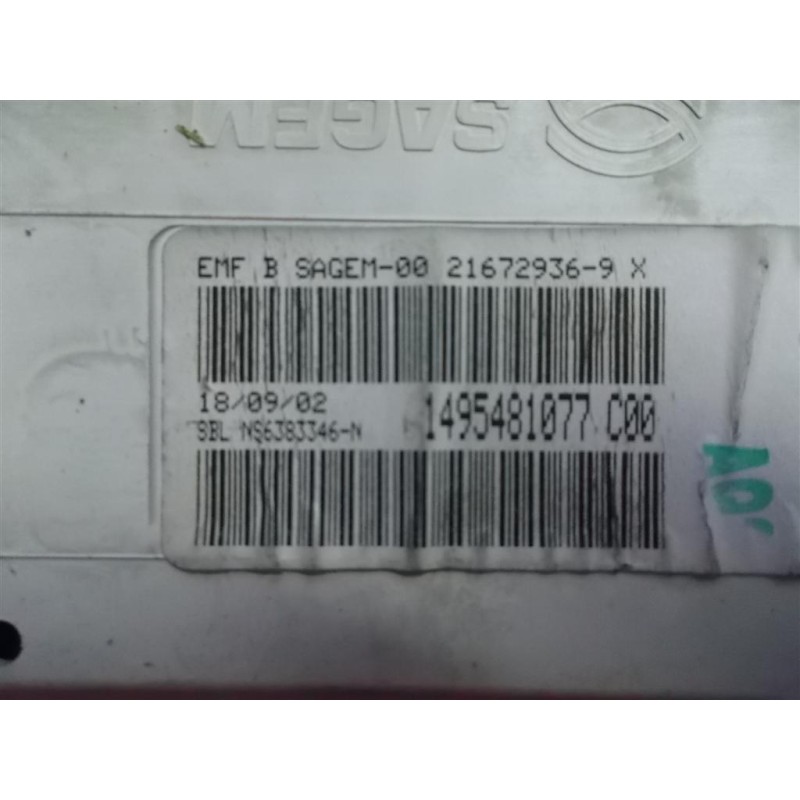 SAGEM
EMF B SAGEM-00 21672936-9 X
18/09/02
1495481077 C00
SBL NS6383346-N